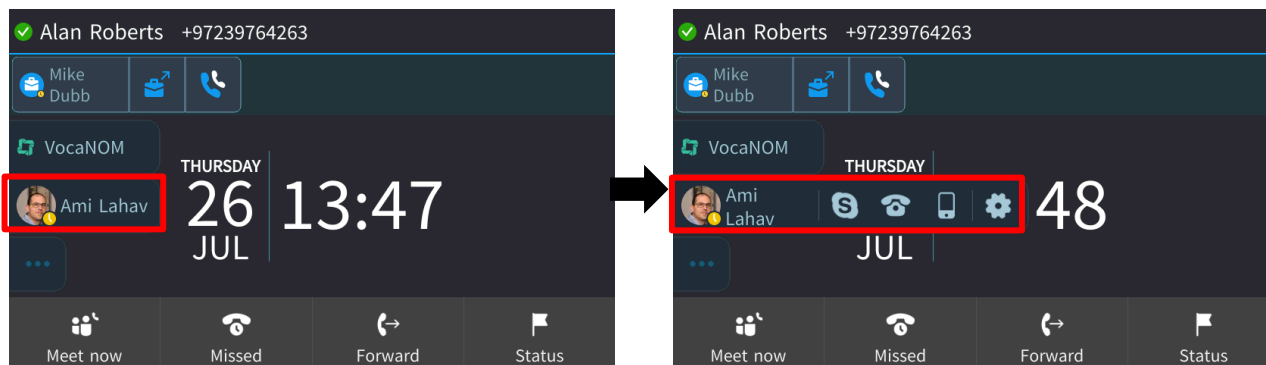 Alan Roberts +97239764263
Mike
Dubb
VocaNOM
Ami Lahav
•••
THURSDAY
26
JUL
13:47
Meet now Missed Forward Status
Alan Roberts +97239764263
Mike
Dubb
VocaNOM
Ami
Lahav
•••
THURSDAY
JUL
48
Meet now Missed Forward Status